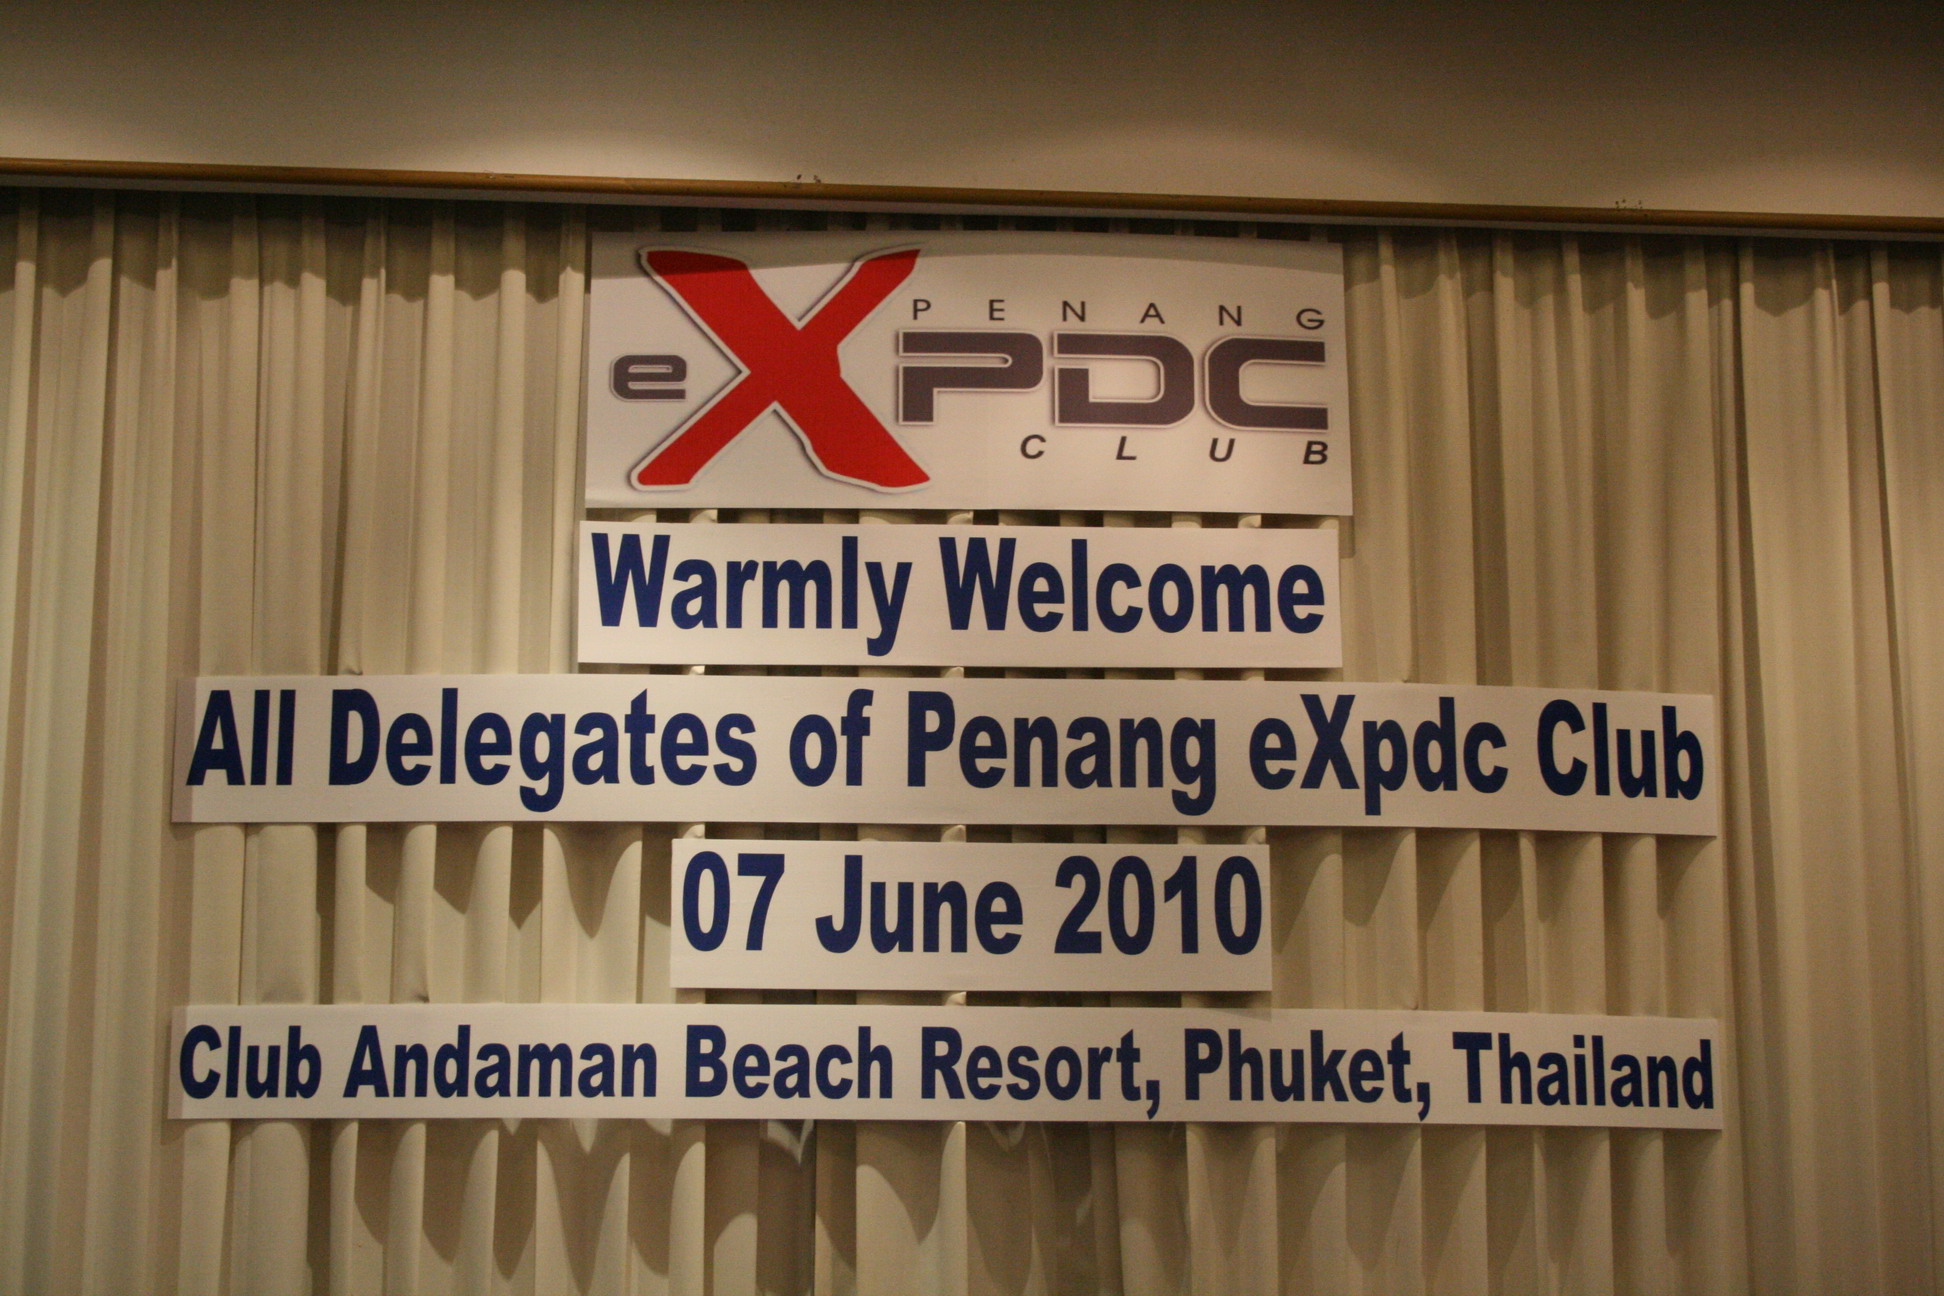 PENANG
eXPDC
CLUB
Warmly Welcome
All Delegates of Penang eXpdc Club
07 June 2010
Club Andaman Beach Resort, Phuket, Thailand